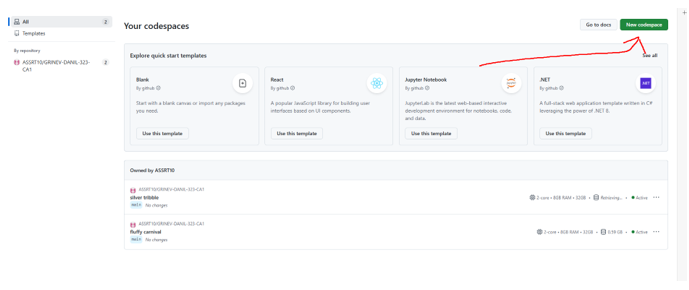 All 2
Templates
By repository
ASSRT10/GRINEV-DANIL-323-CA1 2
Your codespaces
Go to docs
New codespace
Explore quick start templates
See all
Blank
By github
Start with a blank canvas or import any packages
you need.
Use this template
React
By github
A popular JavaScript library for building user
interfaces based on UI components.
Use this template
Jupyter Notebook
By github
JupyterLab is the latest web-based interactive
development environment for notebooks, code,
and data.
Use this template
.NET
By github
A full-stack web application template written in C#
leveraging the power of .NET 8.
.NET
Use this template
Owned by ASSRT10
ASSRT10/GRINEV-DANIL-323-CA1
silver tribble
main No changes
2-core • 8GB RAM • 32GB • Retrieving... • Active
ASSRT10/GRINEV-DANIL-323-CA1
fluffy carnival
main No changes
2-core • 8GB RAM • 32GB • 0.59 GB • Active